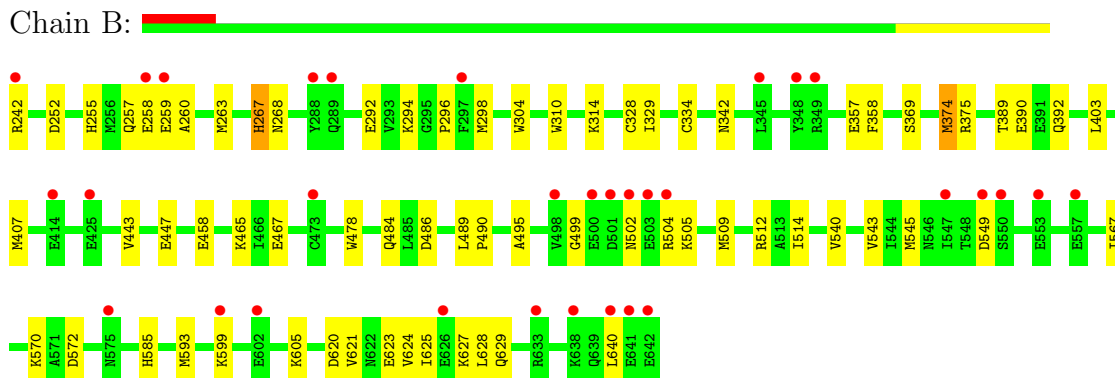 Chain B:
R242 D252 H255 M256 Q257 E258 E259 A260 M263 H267 N268 Y288 Q289 E292 V293 K294 G295 P296 F297 M298 W304 W310 K314 C328 I329 C334 N342 L345 Y348 R349 E357 F358 S369 M374 R375 T389 E390 E391 Q392 L403
M407 E414 E425 V443 E447 E458 K465 I466 E467 C473 W478 Q484 L485 D486 L489 P490 A495 V498 G499 E500 D501 N502 E503 R504 K505 M509 R512 A513 I514 V540 V543 I544 M545 N546 I547 T548 D549 S550 E553 E557
K570 A571 D572 N575 H585 M593 K599 E602 K605 D620 V621 N622 E623 V624 I625 E626 K627 L628 Q629 R633 K638 Q639 L640 E641 E642